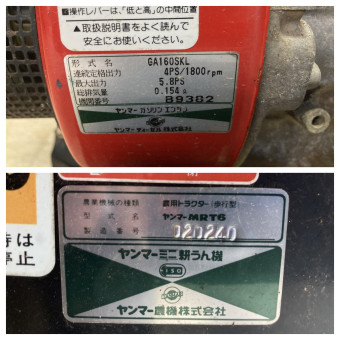 ■操作レバーは、「低と高」の中間位置
▲取扱説明書をよく読んで
安全にお使いください。
形式名 GA160SKL
連続定格出力 4PS/1800rpm
最大出力 5.8PS
総排気量 0.154ℓ
機関番号 B9382
ヤンマーガソリンエンジン
ヤンマーディーゼル株式会社
時は
停止
農業機械の種類 農用トラクター(歩行型)
型式名 ヤンマーMRT6
製造番号 020240
ヤンマーミニ耕うん機
ヤンマー農機株式会社